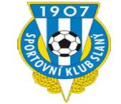 1907
SPORTOVNÍ KLUB SLANÝ